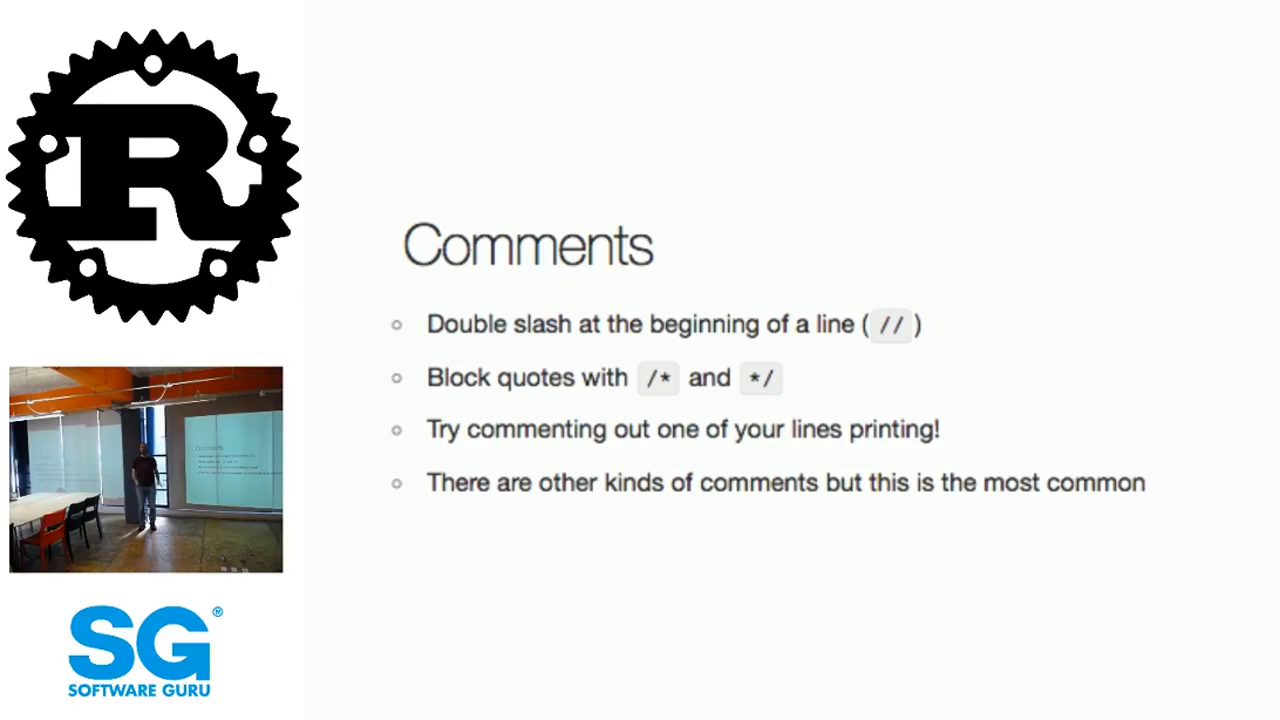 R
Comments
Double slash at the beginning of a line ( // )
Block quotes with /* and */
Try commenting out one of your lines printing!
There are other kinds of comments but this is the most common
Comments
SG®
SOFTWARE GURU